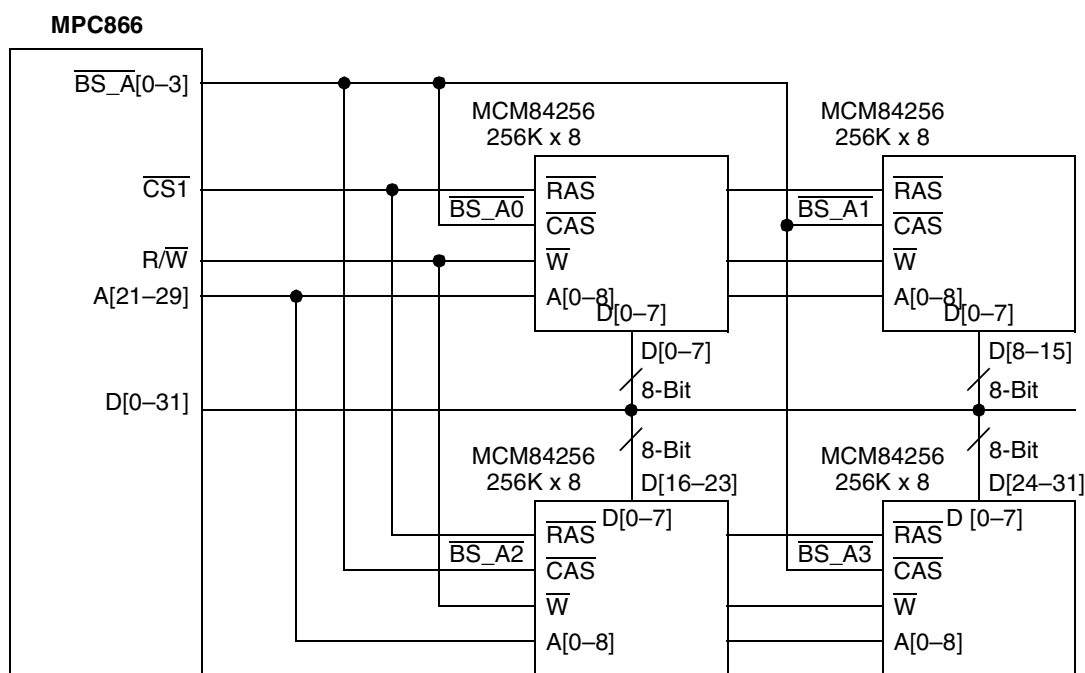 MPC866
BS_A[0–3]
MCM84256
256K x 8
MCM84256
256K x 8
CS1
RAS
RAS
BS_A0
BS_A1
CAS
CAS
R/W
W
W
A[21–29]
A[0–8]
A[0–8]
D[0–7]
D[0–7]
D[0–7]
D[8–15]
8-Bit
8-Bit
D[0–31]
8-Bit
8-Bit
MCM84256
256K x 8
MCM84256
256K x 8
D[16–23]
D[24–31]
D[0–7]
D [0–7]
RAS
RAS
BS_A2
BS_A3
CAS
CAS
W
W
A[0–8]
A[0–8]